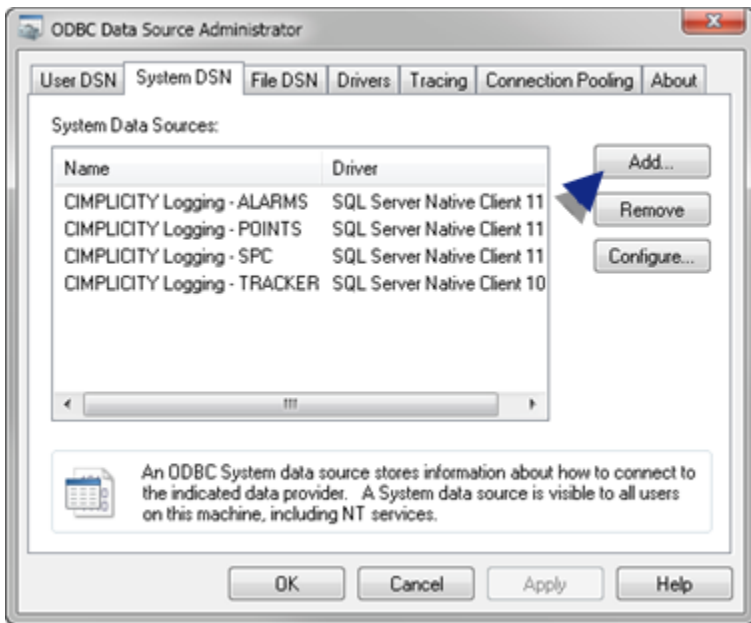 ODBC Data Source Administrator
User DSN System DSN File DSN Drivers Tracing Connection Pooling About
System Data Sources:
Name Driver
CIMPLICITY Logging - ALARMS SQL Server Native Client 11
CIMPLICITY Logging - POINTS SQL Server Native Client 11
CIMPLICITY Logging - SPC SQL Server Native Client 11
CIMPLICITY Logging - TRACKER SQL Server Native Client 10
Add...
Remove
Configure...
An ODBC System data source stores information about how to connect to
the indicated data provider. A System data source is visible to all users
on this machine, including NT services.
OK Cancel Apply Help